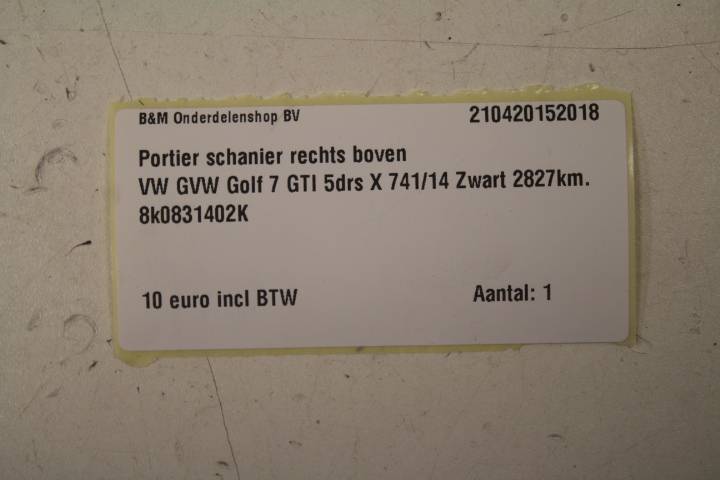 B&M Onderdelenshop BV 210420152018
Portier schanier rechts boven
VW GVW Golf 7 GTI 5drs X 741/14 Zwart 2827km.
8k0831402K
10 euro incl BTW Aantal: 1